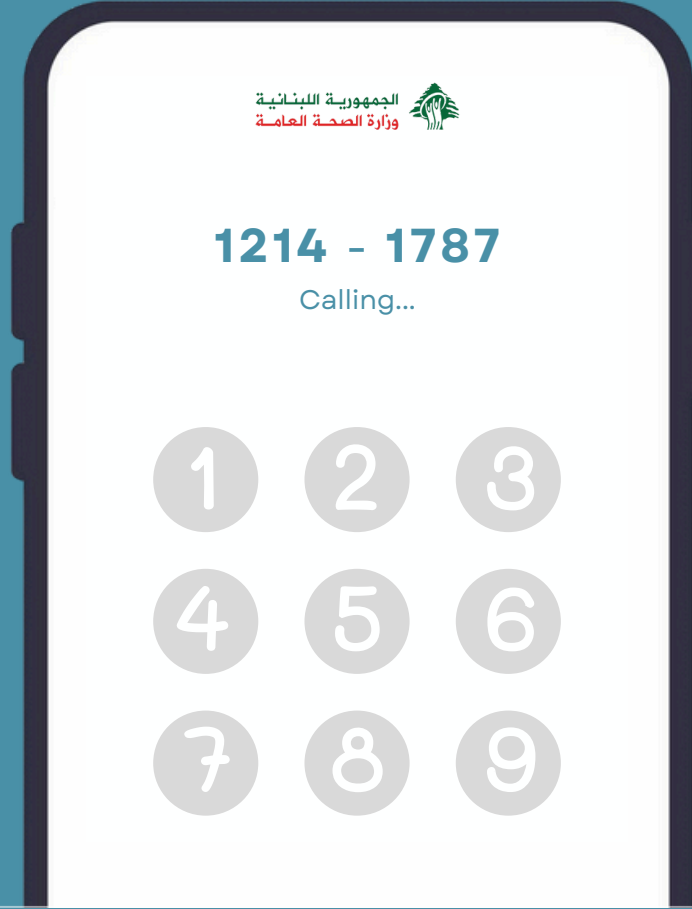 الجمهورية اللبنانية
وزارة الصحة العامة
1214 - 1787
Calling...
1 2 3
4 5 6
7 8 9